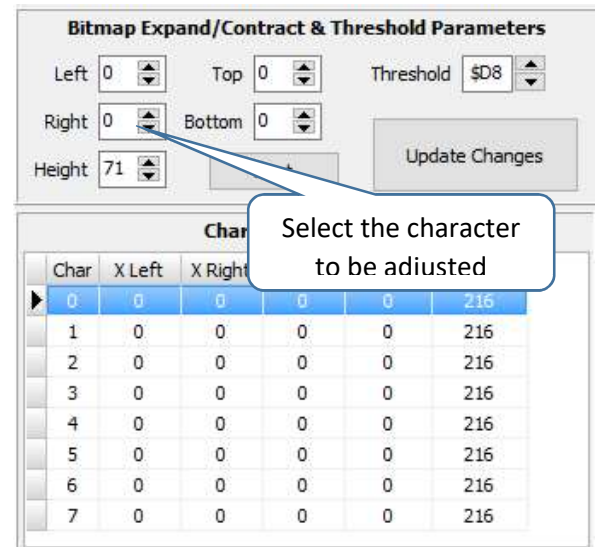 Bitmap Expand/Contract & Threshold Parameters
Left 0 Top 0 Threshold $D8
Right 0 Bottom 0
Update Changes
Height 71
Select the character
to be adjusted
Char X Left X Right
0 0 0 0 0 216
1 0 0 0 0 216
2 0 0 0 0 216
3 0 0 0 0 216
4 0 0 0 0 216
5 0 0 0 0 216
6 0 0 0 0 216
7 0 0 0 0 216